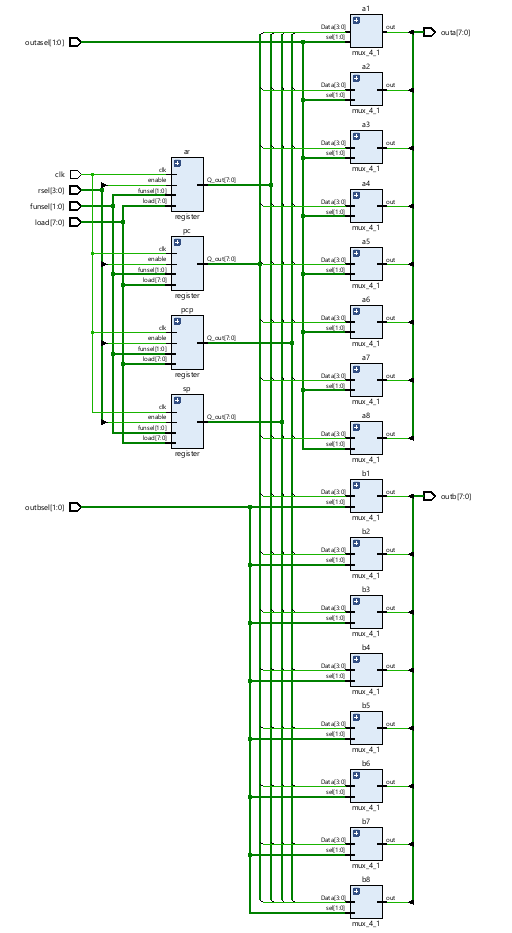 a1
outasel[1:0]
Data[3:0]
sel[1:0]
out
mux_4_1
outa[7:0]
a2
Data[3:0]
sel[1:0]
out
mux_4_1
a3
Data[3:0]
sel[1:0]
out
mux_4_1
a4
Data[3:0]
sel[1:0]
out
mux_4_1
a5
Data[3:0]
sel[1:0]
out
mux_4_1
a6
Data[3:0]
sel[1:0]
out
mux_4_1
a7
Data[3:0]
sel[1:0]
out
mux_4_1
a8
Data[3:0]
sel[1:0]
out
mux_4_1
clk
rsel[3:0]
funsel[1:0]
load[7:0]
ar
clk
enable
funsel[1:0]
load[7:0]
Q_out[7:0]
register
pc
clk
enable
funsel[1:0]
load[7:0]
Q_out[7:0]
register
pcp
clk
enable
funsel[1:0]
load[7:0]
Q_out[7:0]
register
sp
clk
enable
funsel[1:0]
load[7:0]
Q_out[7:0]
register
outbsel[1:0]
b1
Data[3:0]
sel[1:0]
out
mux_4_1
outb[7:0]
b2
Data[3:0]
sel[1:0]
out
mux_4_1
b3
Data[3:0]
sel[1:0]
out
mux_4_1
b4
Data[3:0]
sel[1:0]
out
mux_4_1
b5
Data[3:0]
sel[1:0]
out
mux_4_1
b6
Data[3:0]
sel[1:0]
out
mux_4_1
b7
Data[3:0]
sel[1:0]
out
mux_4_1
b8
Data[3:0]
sel[1:0]
out
mux_4_1